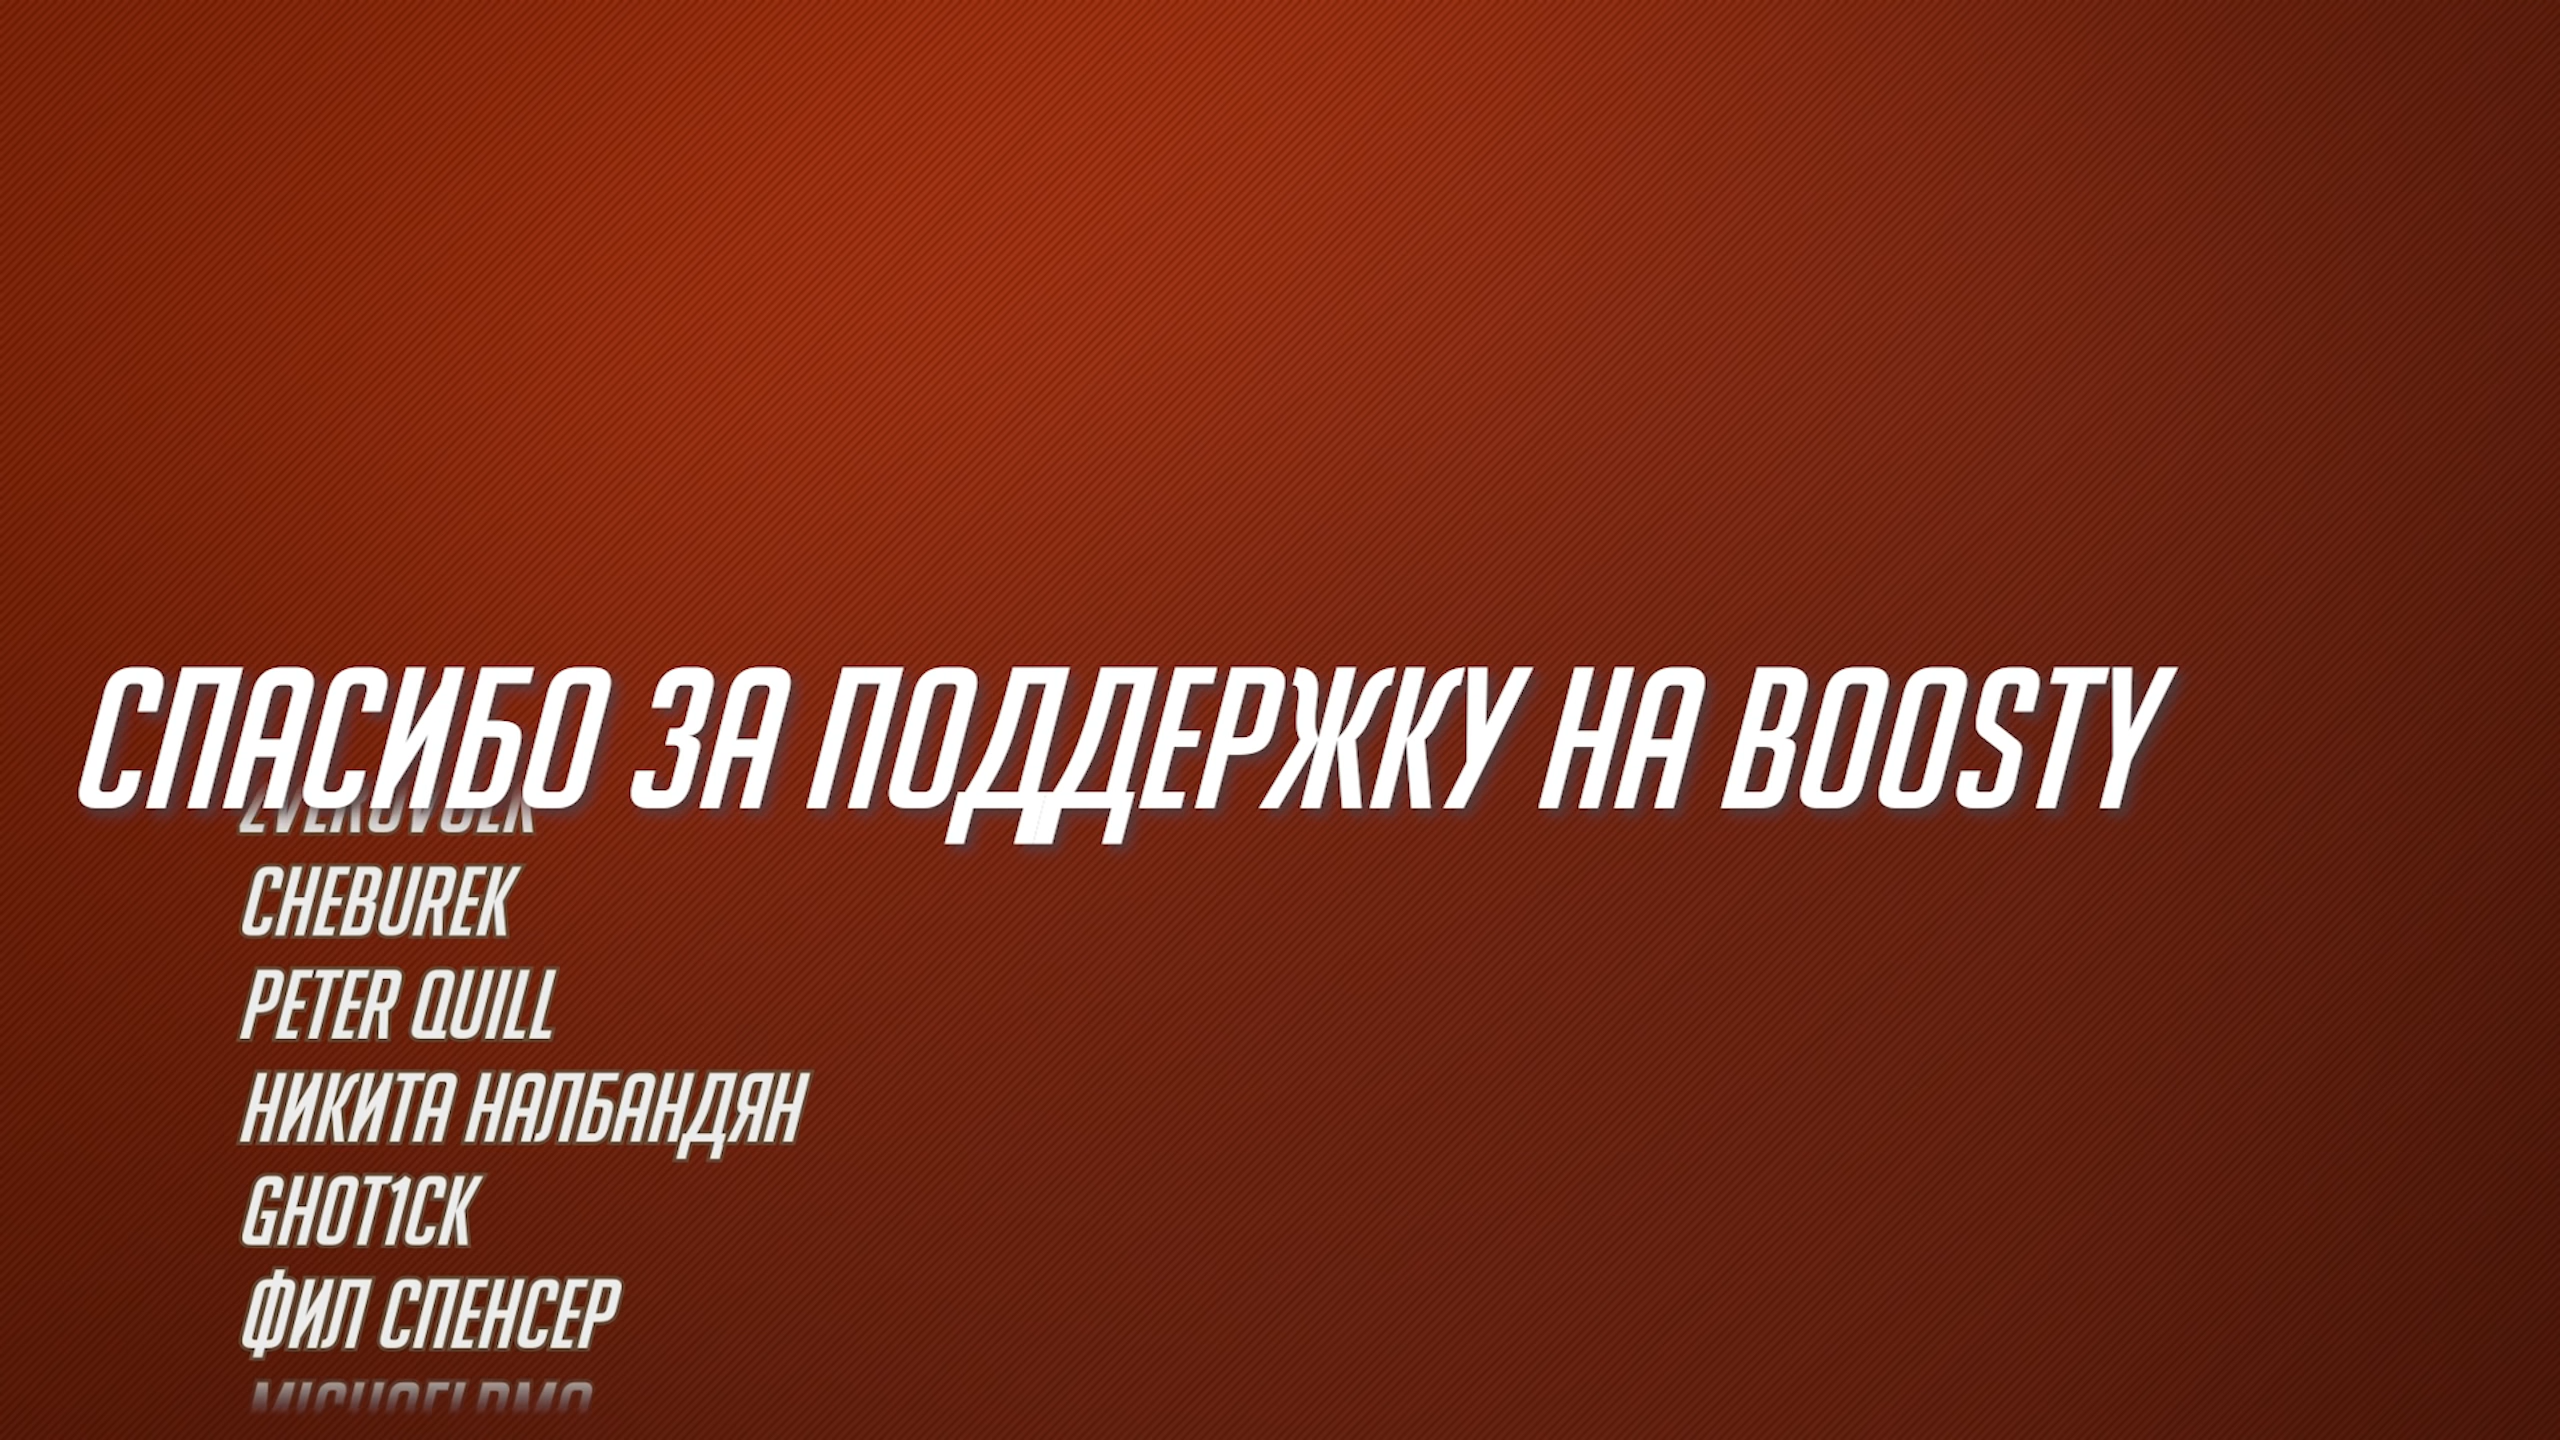 СПАСИБО ЗА ПОДДЕРЖКУ НА BOOSTY
CHEBUREK
PETER QUILL
НИКИТА НАЛБАНДЯН
GHOT1CK
ФИЛ СПЕНСЕР